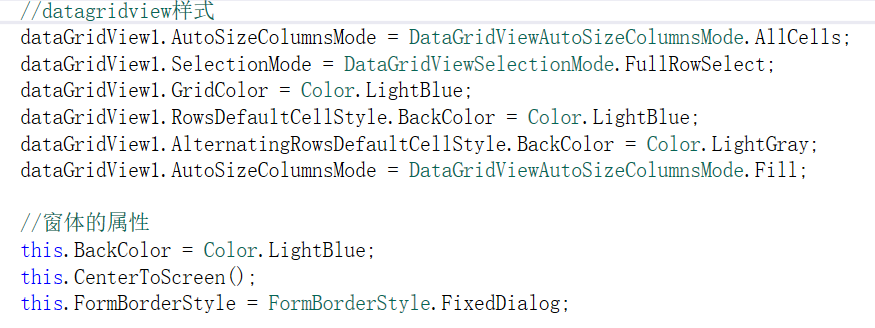 //datagridview样式
dataGridView1.AutoSizeColumnsMode = DataGridViewAutoSizeColumnsMode.AllCells;
dataGridView1.SelectionMode = DataGridViewSelectionMode.FullRowSelect;
dataGridView1.GridColor = Color.LightBlue;
dataGridView1.RowsDefaultCellStyle.BackColor = Color.LightBlue;
dataGridView1.AlternatingRowsDefaultCellStyle.BackColor = Color.LightGray;
dataGridView1.AutoSizeColumnsMode = DataGridViewAutoSizeColumnsMode.Fill;
//窗体的属性
this.BackColor = Color.LightBlue;
this.CenterToScreen();
this.FormBorderStyle = FormBorderStyle.FixedDialog;